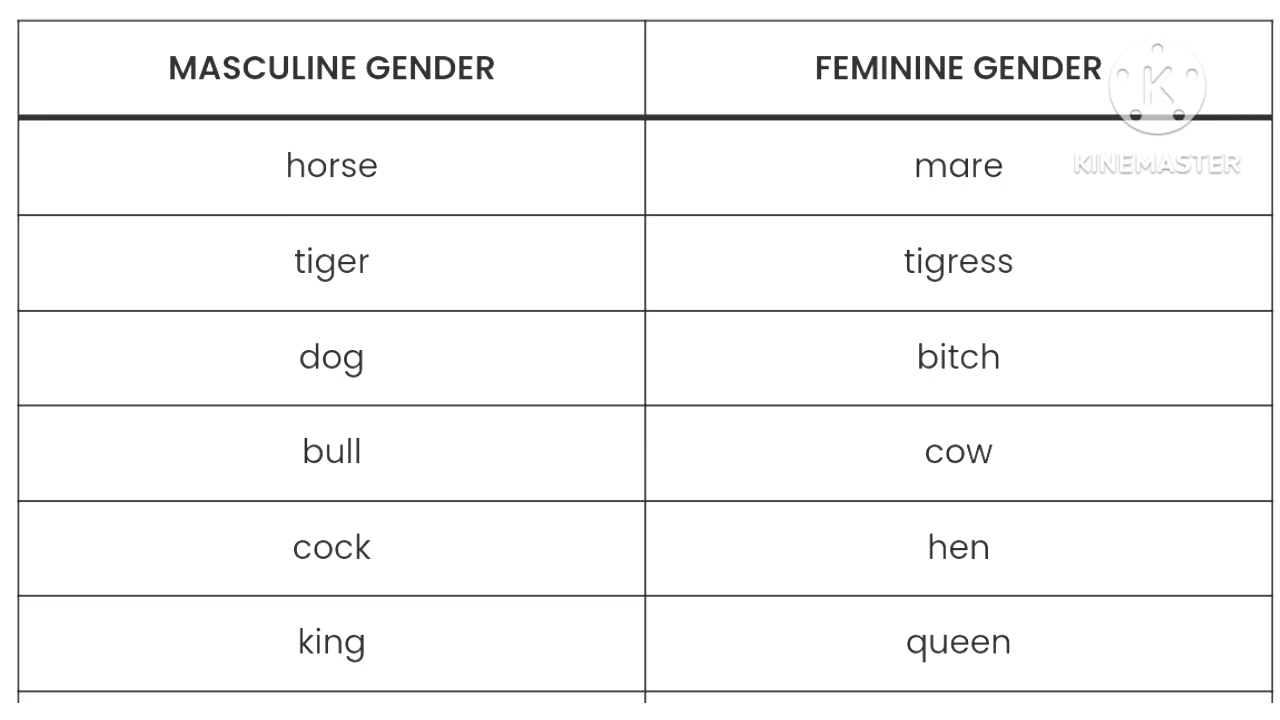 MASCULINE GENDER FEMININE GENDER
K
KINEMASTER
horse mare
tiger tigress
dog bitch
bull cow
cock hen
king queen